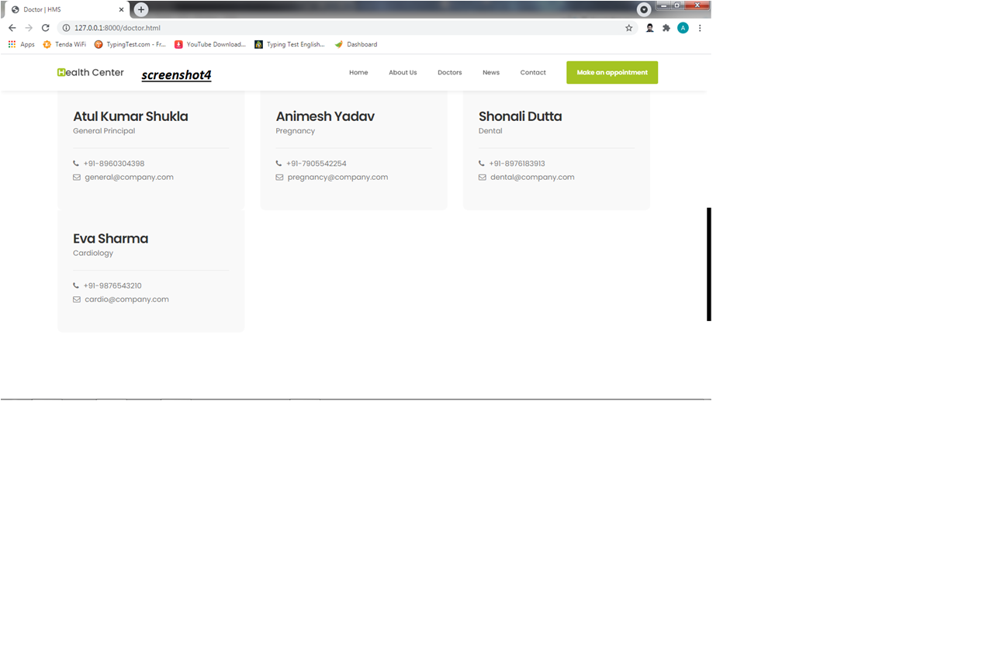 Doctor | HMS
127.0.0.1:8000/doctor.html
A
Apps Tenda WiFi TypingTest.com - Fr... YouTube Download... Typing Test English... Dashboard
Health Center screenshot4 Home About Us Doctors News Contact Make an appointment
Atul Kumar Shukla Animesh Yadav Shonali Dutta
General Principal Pregnancy Dental
+91-8960304398 +91-7905542254 +91-8976183913
general@company.com pregnancy@company.com dental@company.com
Eva Sharma
Cardiology
+91-9876543210
cardio@company.com